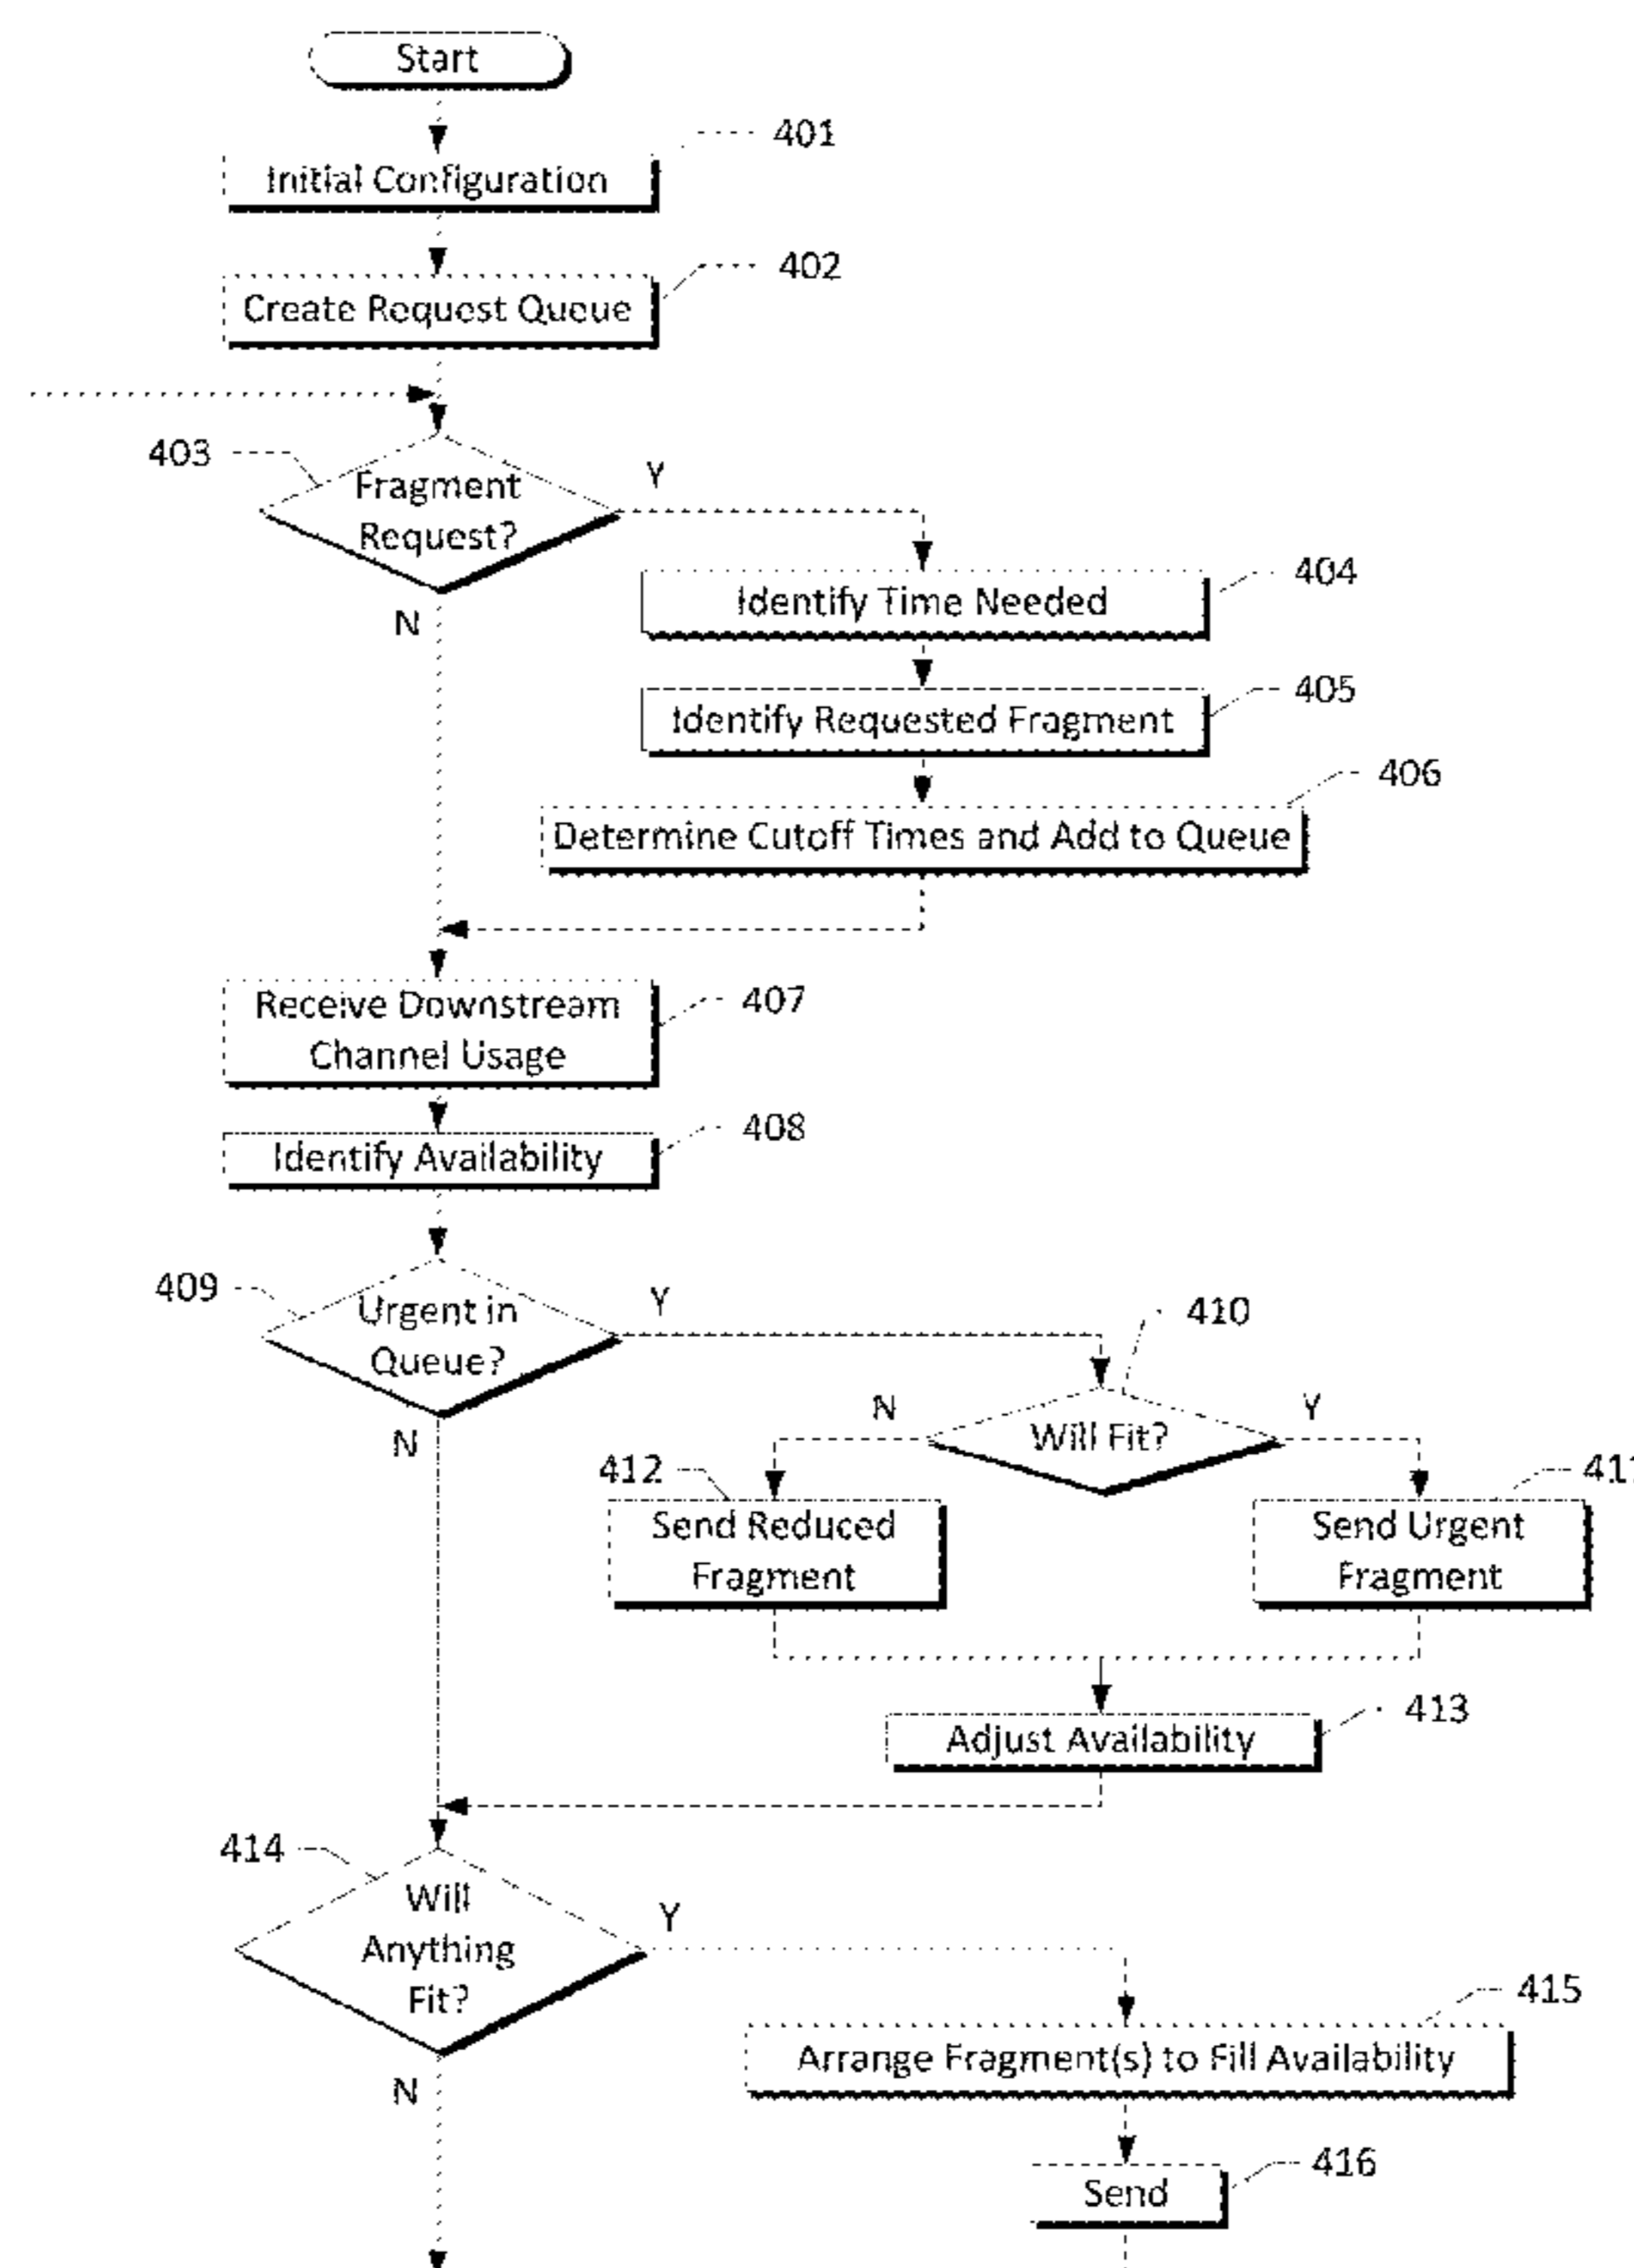 Start
401
Initial Configuration
402
Create Request Queue
403
Fragment
Request?
Y
N
404
Identify Time Needed
405
Identify Requested Fragment
406
Determine Cutoff Times and Add to Queue
407
Receive Downstream
Channel Usage
408
Identify Availability
409
Urgent in
Queue?
Y
N
410
Will Fit?
N
Y
412
Send Reduced
Fragment
Send Urgent
Fragment
413
Adjust Availability
414
Will
Anything
Fit?
Y
N
415
Arrange Fragment(s) to Fill Availability
416
Send